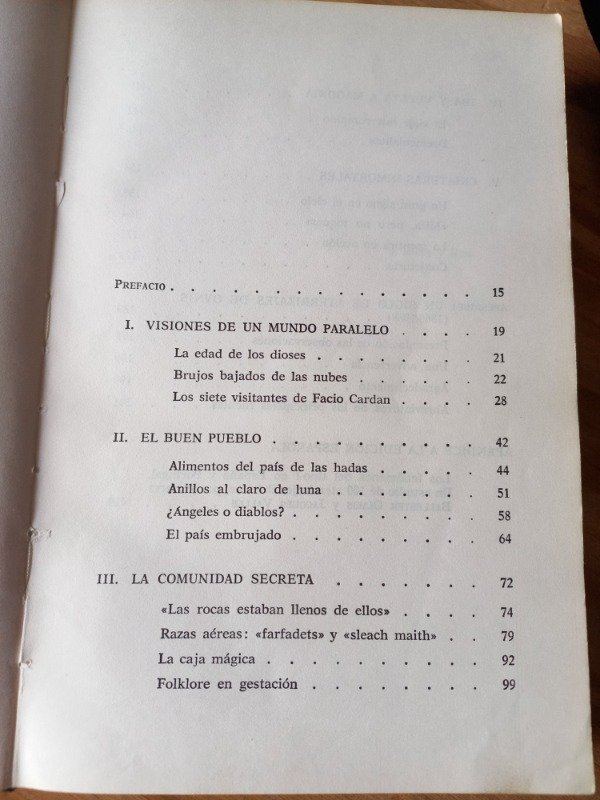 PREFACIO . . . . . . . . . . . . . . 15
I. VISIONES DE UN MUNDO PARALELO . . . . 19
La edad de los dioses . . . . . . . . 21
Brujos bajados de las nubes . . . . . . 22
Los siete visitantes de Facio Cardan . . . . 28
II. EL BUEN PUEBLO . . . . . . . . . . 42
Alimentos del país de las hadas . . . . . 44
Anillos al claro de luna . . . . . . . 51
¿Ángeles o diablos? . . . . . . . . . 58
El país embrujado . . . . . . . . . 64
III. LA COMUNIDAD SECRETA . . . . . . . 72
«Las rocas estaban llenos de ellos» . . . . 74
Razas aéreas: «farfadets» y «sleach maith» . . 79
La caja mágica . . . . . . . . . . 92
Folklore en gestación . . . . . . . . 99